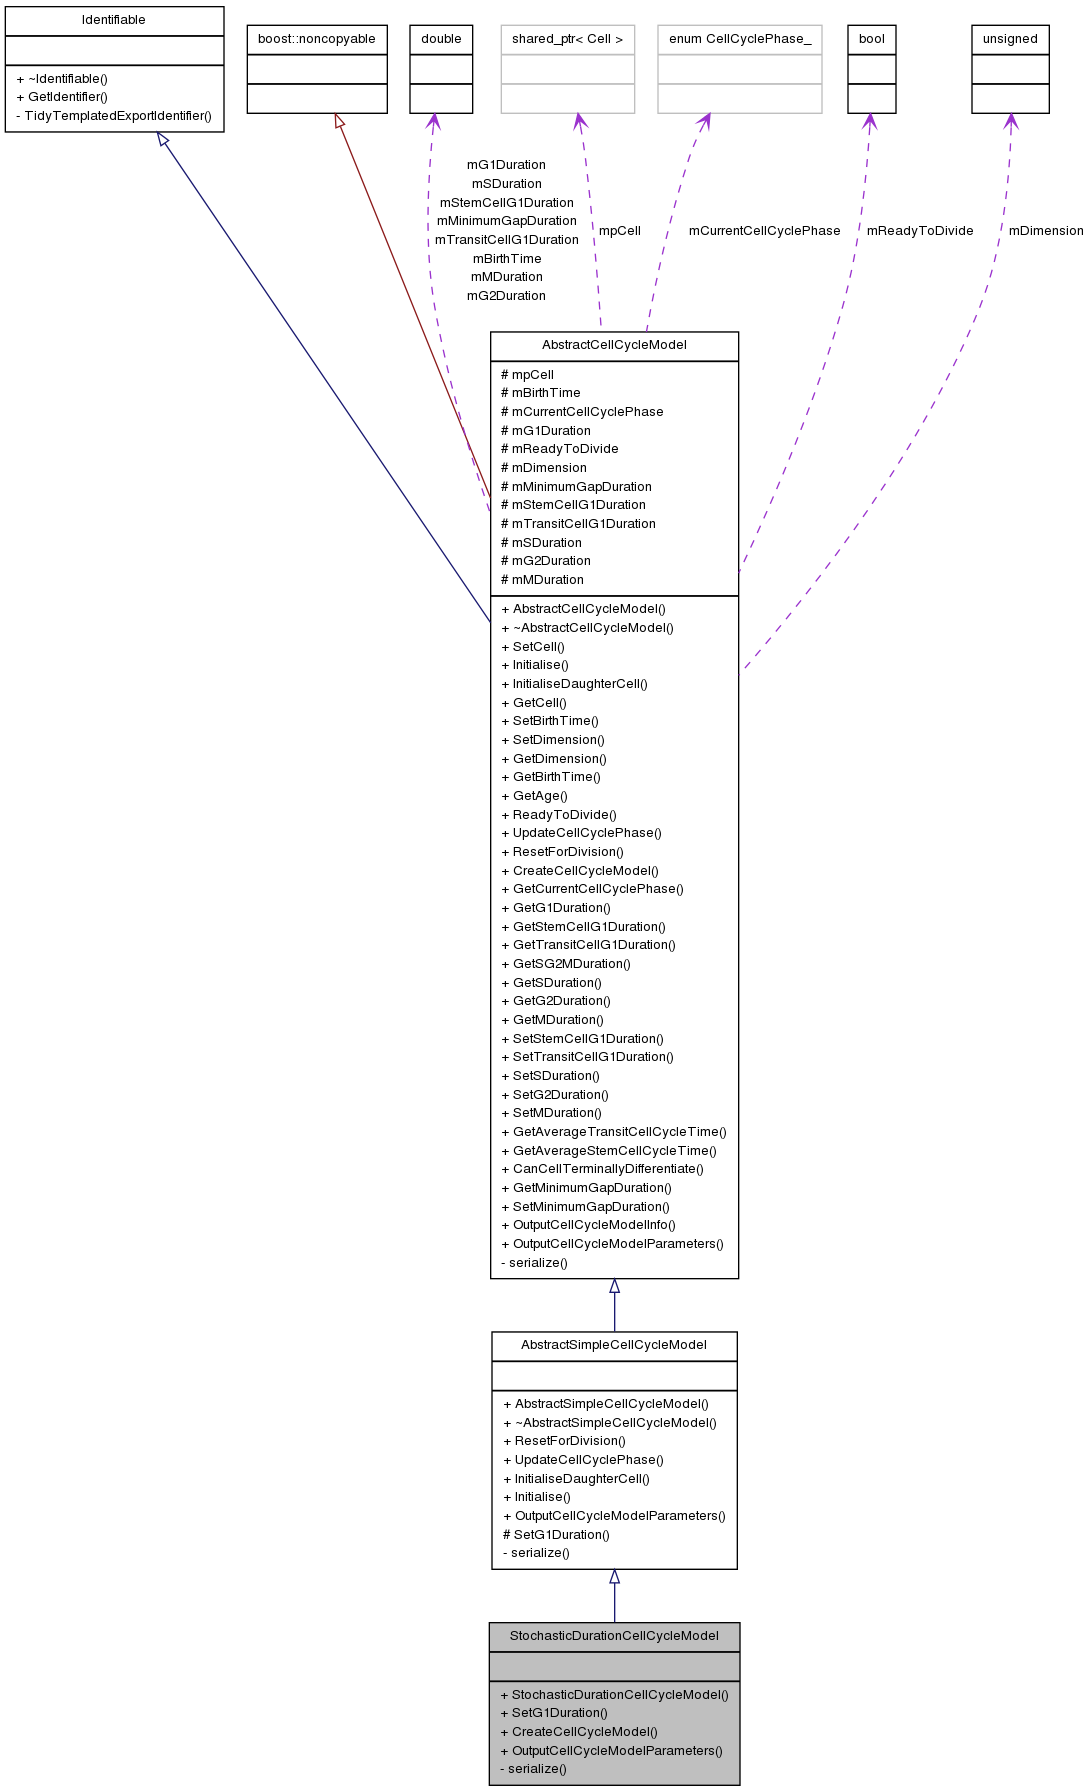 Identifiable
+ ~Identifiable()
+ GetIdentifier()
- TidyTemplatedExportIdentifier()
boost::noncopyable
double
shared_ptr< Cell >
enum CellCyclePhase_
bool
unsigned
mG1Duration
mSDuration
mStemCellG1Duration
mMinimumGapDuration
mTransitCellG1Duration
mBirthTime
mMDuration
mG2Duration
mpCell
mCurrentCellCyclePhase
mReadyToDivide
mDimension
AbstractCellCycleModel
# mpCell
# mBirthTime
# mCurrentCellCyclePhase
# mG1Duration
# mReadyToDivide
# mDimension
# mMinimumGapDuration
# mStemCellG1Duration
# mTransitCellG1Duration
# mSDuration
# mG2Duration
# mMDuration
+ AbstractCellCycleModel()
+ ~AbstractCellCycleModel()
+ SetCell()
+ Initialise()
+ InitialiseDaughterCell()
+ GetCell()
+ SetBirthTime()
+ SetDimension()
+ GetDimension()
+ GetBirthTime()
+ GetAge()
+ ReadyToDivide()
+ UpdateCellCyclePhase()
+ ResetForDivision()
+ CreateCellCycleModel()
+ GetCurrentCellCyclePhase()
+ GetG1Duration()
+ GetStemCellG1Duration()
+ GetTransitCellG1Duration()
+ GetSG2MDuration()
+ GetSDuration()
+ GetG2Duration()
+ GetMDuration()
+ SetStemCellG1Duration()
+ SetTransitCellG1Duration()
+ SetSDuration()
+ SetG2Duration()
+ SetMDuration()
+ GetAverageTransitCellCycleTime()
+ GetAverageStemCellCycleTime()
+ CanCellTerminallyDifferentiate()
+ GetMinimumGapDuration()
+ SetMinimumGapDuration()
+ OutputCellCycleModelInfo()
+ OutputCellCycleModelParameters()
- serialize()
AbstractSimpleCellCycleModel
+ AbstractSimpleCellCycleModel()
+ ~AbstractSimpleCellCycleModel()
+ ResetForDivision()
+ UpdateCellCyclePhase()
+ InitialiseDaughterCell()
+ Initialise()
+ OutputCellCycleModelParameters()
# SetG1Duration()
- serialize()
StochasticDurationCellCycleModel
+ StochasticDurationCellCycleModel()
+ SetG1Duration()
+ CreateCellCycleModel()
+ OutputCellCycleModelParameters()
- serialize()